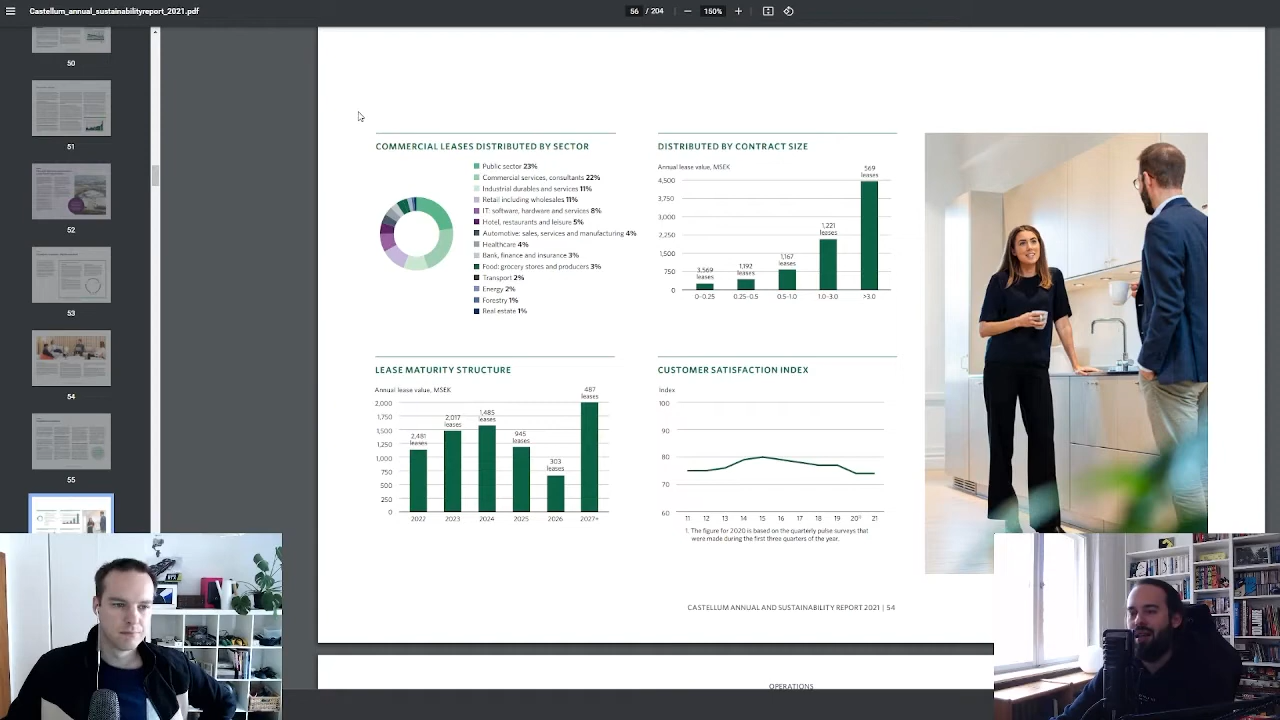 Castellum_annual_sustainabilityreport_2021.pdf
56 / 204
150%
50
51
52
53
54
55
COMMERCIAL LEASES DISTRIBUTED BY SECTOR
Public sector 23%
Commercial services, consultants 22%
Industrial durables and services 11%
Retail including wholesales 11%
IT: software, hardware and services 8%
Hotel, restaurants and leisure 5%
Automotive: sales, services and manufacturing 4%
Healthcare 4%
Bank, finance and insurance 3%
Food: grocery stores and producers 3%
Transport 2%
Energy 2%
Forestry 1%
Real estate 1%
DISTRIBUTED BY CONTRACT SIZE
Annual lease value, MSEK
4,500
3,750
3,000
2,250
1,500
750
0
3,569
leases
1,192
leases
1,167
leases
1,221
leases
569
leases
0–0.25
0.25-0.5
0.5-1.0
1.0-3.0
>3.0
LEASE MATURITY STRUCTURE
Annual lease value, MSEK
2,000
1,750
1,500
1,250
1,000
750
500
250
0
2,481
leases
2,017
leases
1,485
leases
945
leases
303
leases
487
leases
2022
2023
2024
2025
2026
2027+
CUSTOMER SATISFACTION INDEX
Index
100
90
80
70
60
11 12 13 14 15 16 17 18 19 20¹⁾ 21
1. The figure for 2020 is based on the quarterly pulse surveys that
were made during the first three quarters of the year.
CASTELLUM ANNUAL AND SUSTAINABILITY REPORT 2021 | 54
OPERATIONS